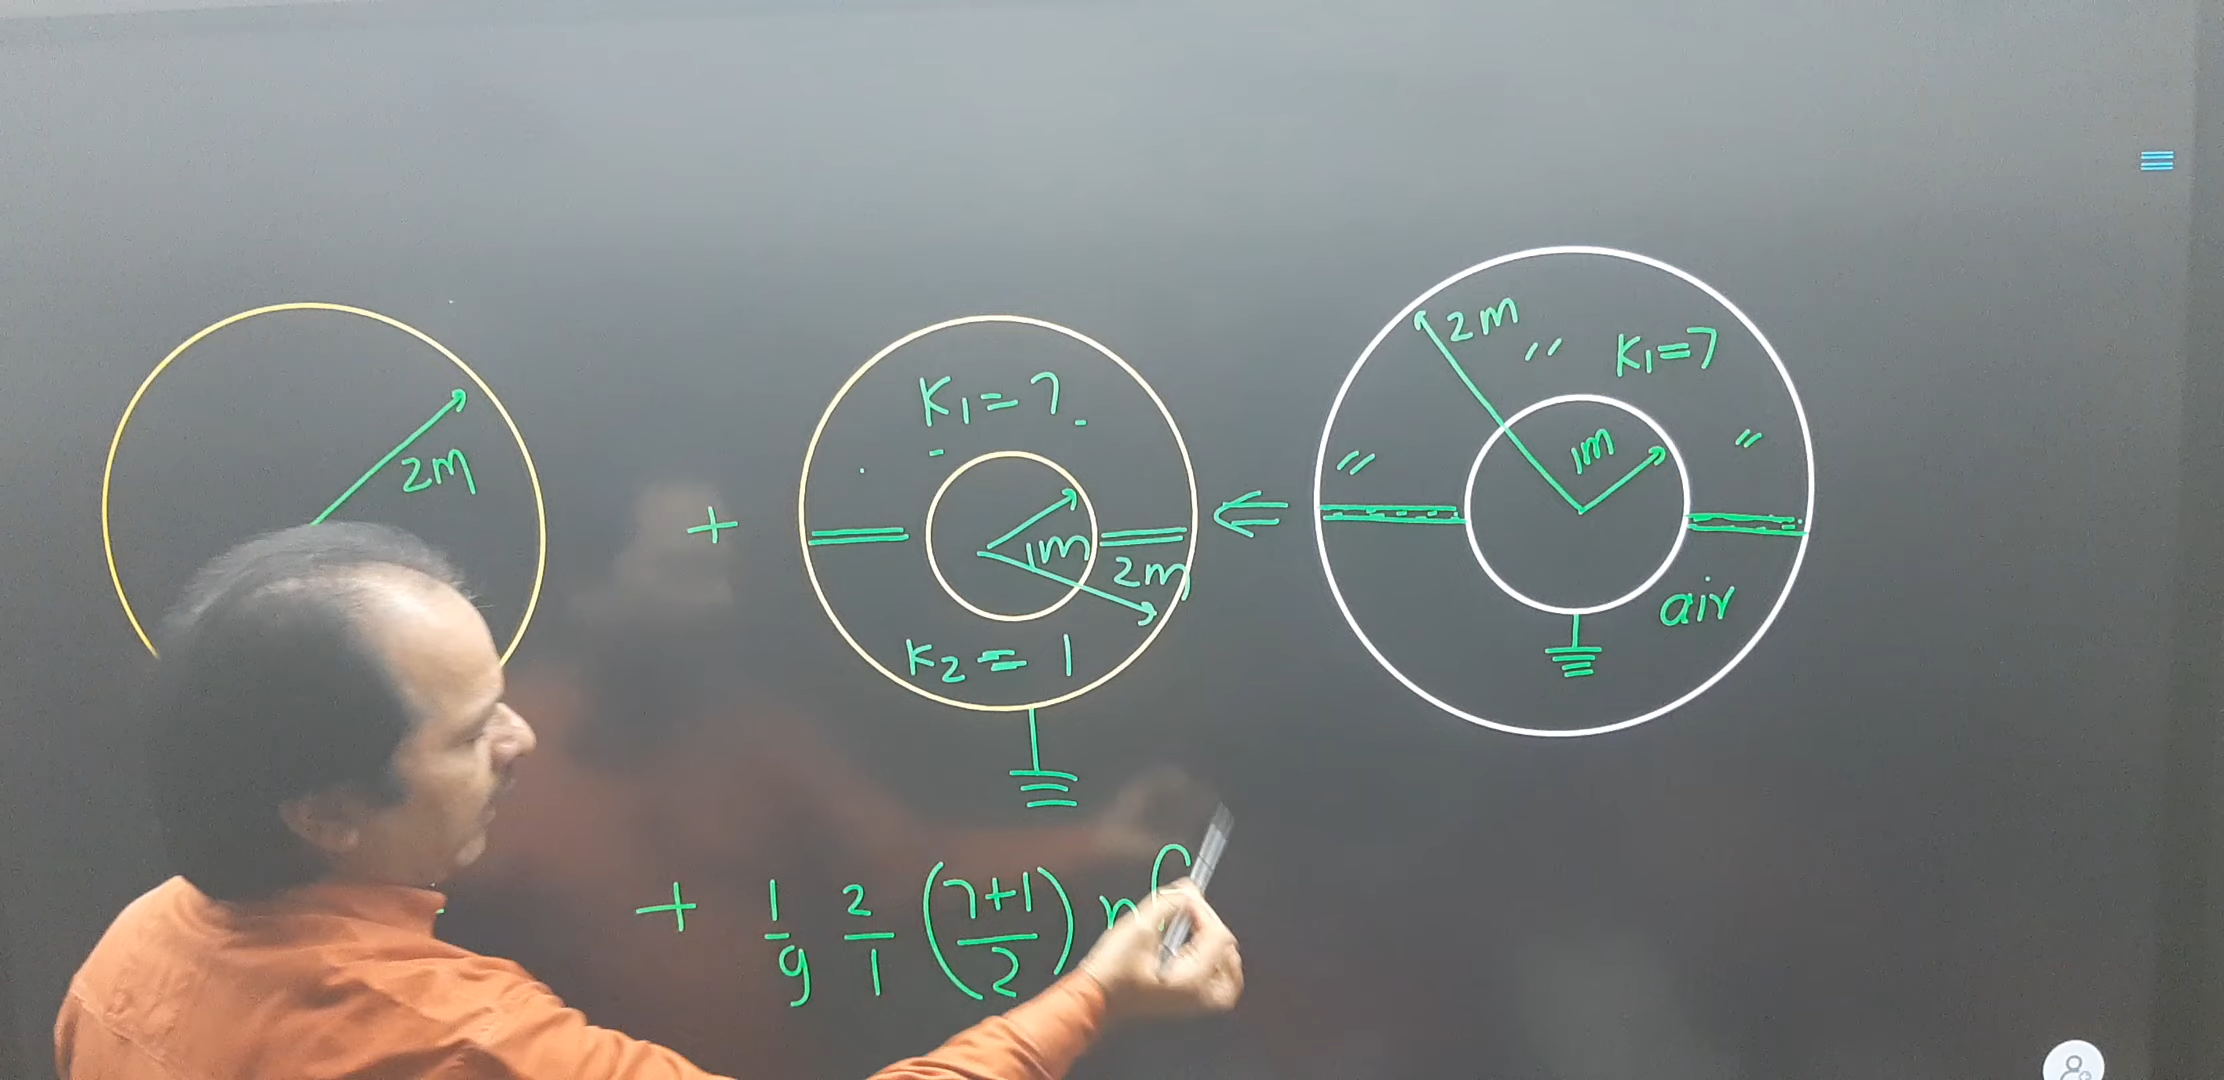 2m
+
K₁=7
1m
2m
K₂=1
⇐
2m
" K₁=7
1m
"
"
air
+ 1/9 2/1 (7+1/2) n